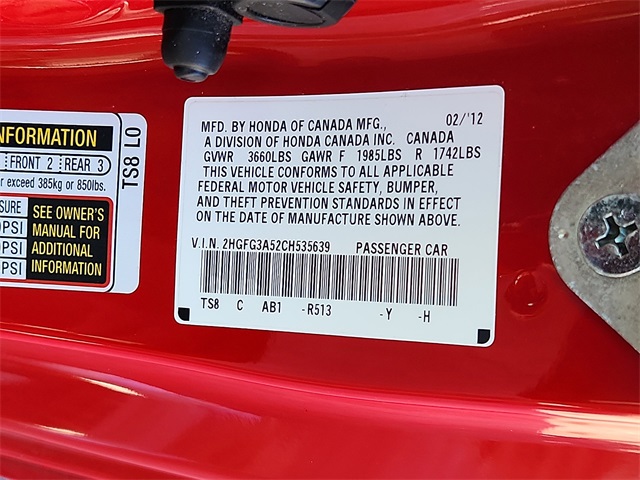 NFORMATION
FRONT 2 REAR 3
r exceed 385kg or 850lbs.
SURE
PSI
PSI
PSI
SEE OWNER'S
MANUAL FOR
ADDITIONAL
INFORMATION
TS8 L0
MFD. BY HONDA OF CANADA MFG., 02/'12
A DIVISION OF HONDA CANADA INC. CANADA
GVWR 3660LBS GAWR F 1985LBS R 1742LBS
THIS VEHICLE CONFORMS TO ALL APPLICABLE
FEDERAL MOTOR VEHICLE SAFETY, BUMPER,
AND THEFT PREVENTION STANDARDS IN EFFECT
ON THE DATE OF MANUFACTURE SHOWN ABOVE.
V.I.N. 2HGFG3A52CH535639 PASSENGER CAR
TS8 C AB1 -R513 -Y -H